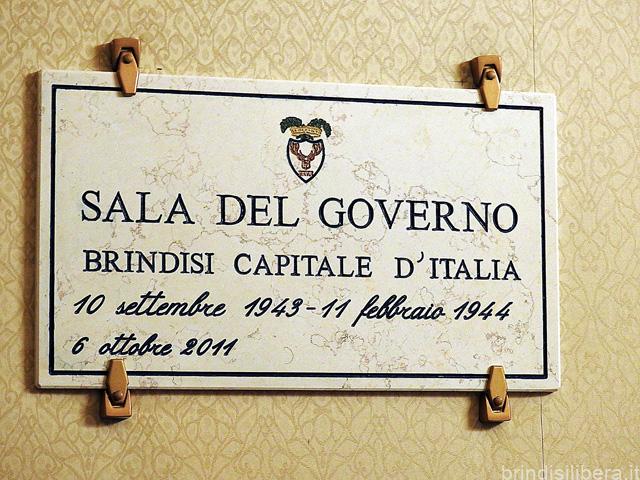 SALA DEL GOVERNO
BRINDISI CAPITALE D'ITALIA
10 settembre 1943-11 febbraio 1944
6 ottobre 2011
brindisilibera.it